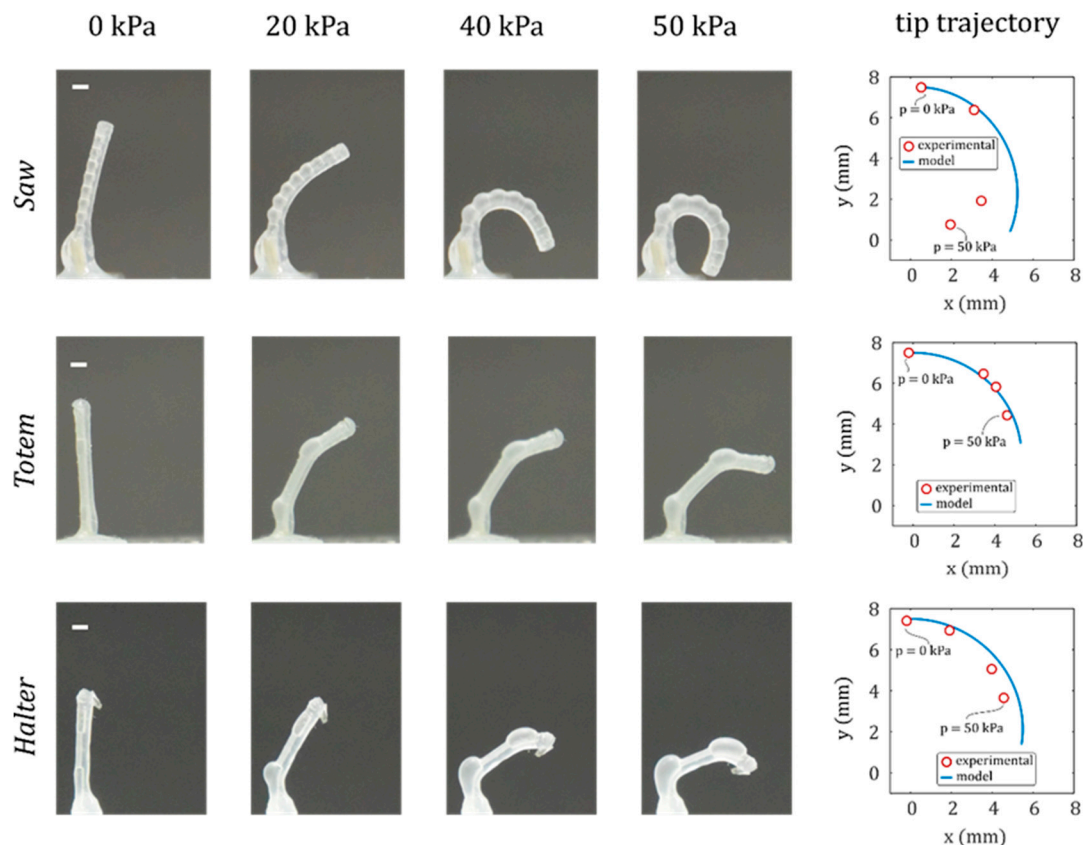 0 kPa 20 kPa 40 kPa 50 kPa tip trajectory
Saw
8
6
4
2
0
y (mm)
p = 0 kPa
experimental
model
p = 50 kPa
0 2 4 6 8
x (mm)
Totem
8
6
4
2
0
y (mm)
p = 0 kPa
p = 50 kPa
experimental
model
0 2 4 6 8
x (mm)
Halter
8
6
4
2
0
y (mm)
p = 0 kPa
p = 50 kPa
experimental
model
0 2 4 6 8
x (mm)